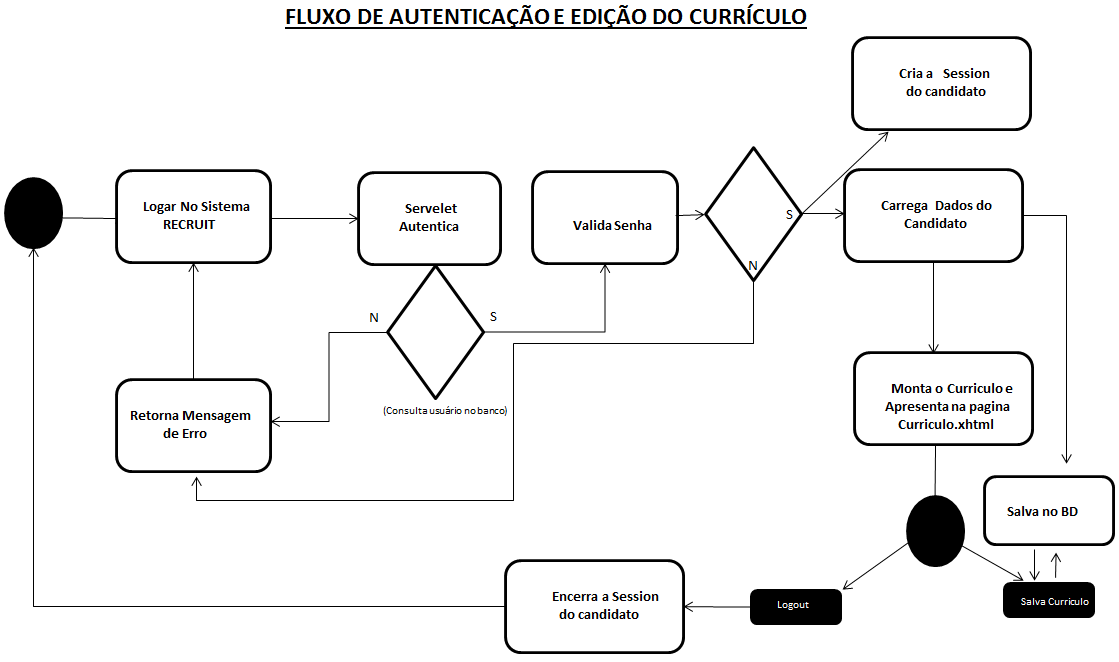 FLUXO DE AUTENTICAÇÃO E EDIÇÃO DO CURRÍCULO
Cria a Session
do candidato
Logar No Sistema
RECRUIT
Servelet
Autentica
Valida Senha
S
N
Carrega Dados do
Candidato
N
S
(Consulta usuário no banco)
Retorna Mensagem
de Erro
Monta o Curriculo e
Apresenta na pagina
Curriculo.xhtml
Salva no BD
Encerra a Session
do candidato
Logout
Salva Curriculo